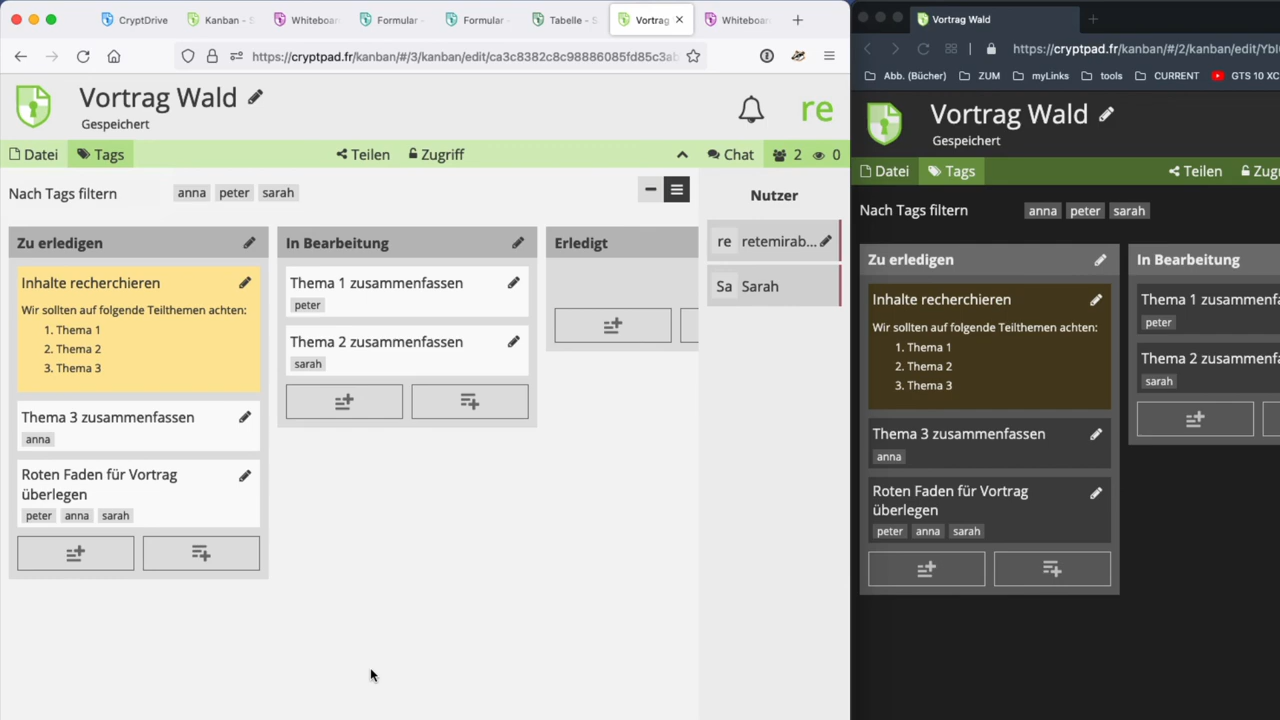 CryptDrive
Kanban - S
Whiteboar
Formular -
Formular -
Tabelle - S
Vortrag
Whiteboar
https://cryptpad.fr/kanban/#/3/kanban/edit/ca3c8382c8c98886085fd85c3ab
Vortrag Wald
Gespeichert
re
Datei
Tags
Teilen
Zugriff
Chat
2
0
Nach Tags filtern
anna
peter
sarah
Nutzer
re
retemirab...
Sa
Sarah
Zu erledigen
Inhalte recherchieren
Wir sollten auf folgende Teilthemen achten:
1. Thema 1
2. Thema 2
3. Thema 3
Thema 3 zusammenfassen
anna
Roten Faden für Vortrag
überlegen
peter anna sarah
In Bearbeitung
Thema 1 zusammenfassen
peter
Thema 2 zusammenfassen
sarah
Erledigt
Vortrag Wald
https://cryptpad.fr/kanban/#/2/kanban/edit/Ybl
Abb. (Bücher)
ZUM
myLinks
tools
CURRENT
GTS 10 XC
Vortrag Wald
Gespeichert
Datei
Tags
Teilen
Zugr
Nach Tags filtern
anna
peter
sarah
Zu erledigen
Inhalte recherchieren
Wir sollten auf folgende Teilthemen achten:
1. Thema 1
2. Thema 2
3. Thema 3
Thema 3 zusammenfassen
anna
Roten Faden für Vortrag
überlegen
peter anna sarah
In Bearbeitung
Thema 1 zusammenfa
peter
Thema 2 zusammenfa
sarah